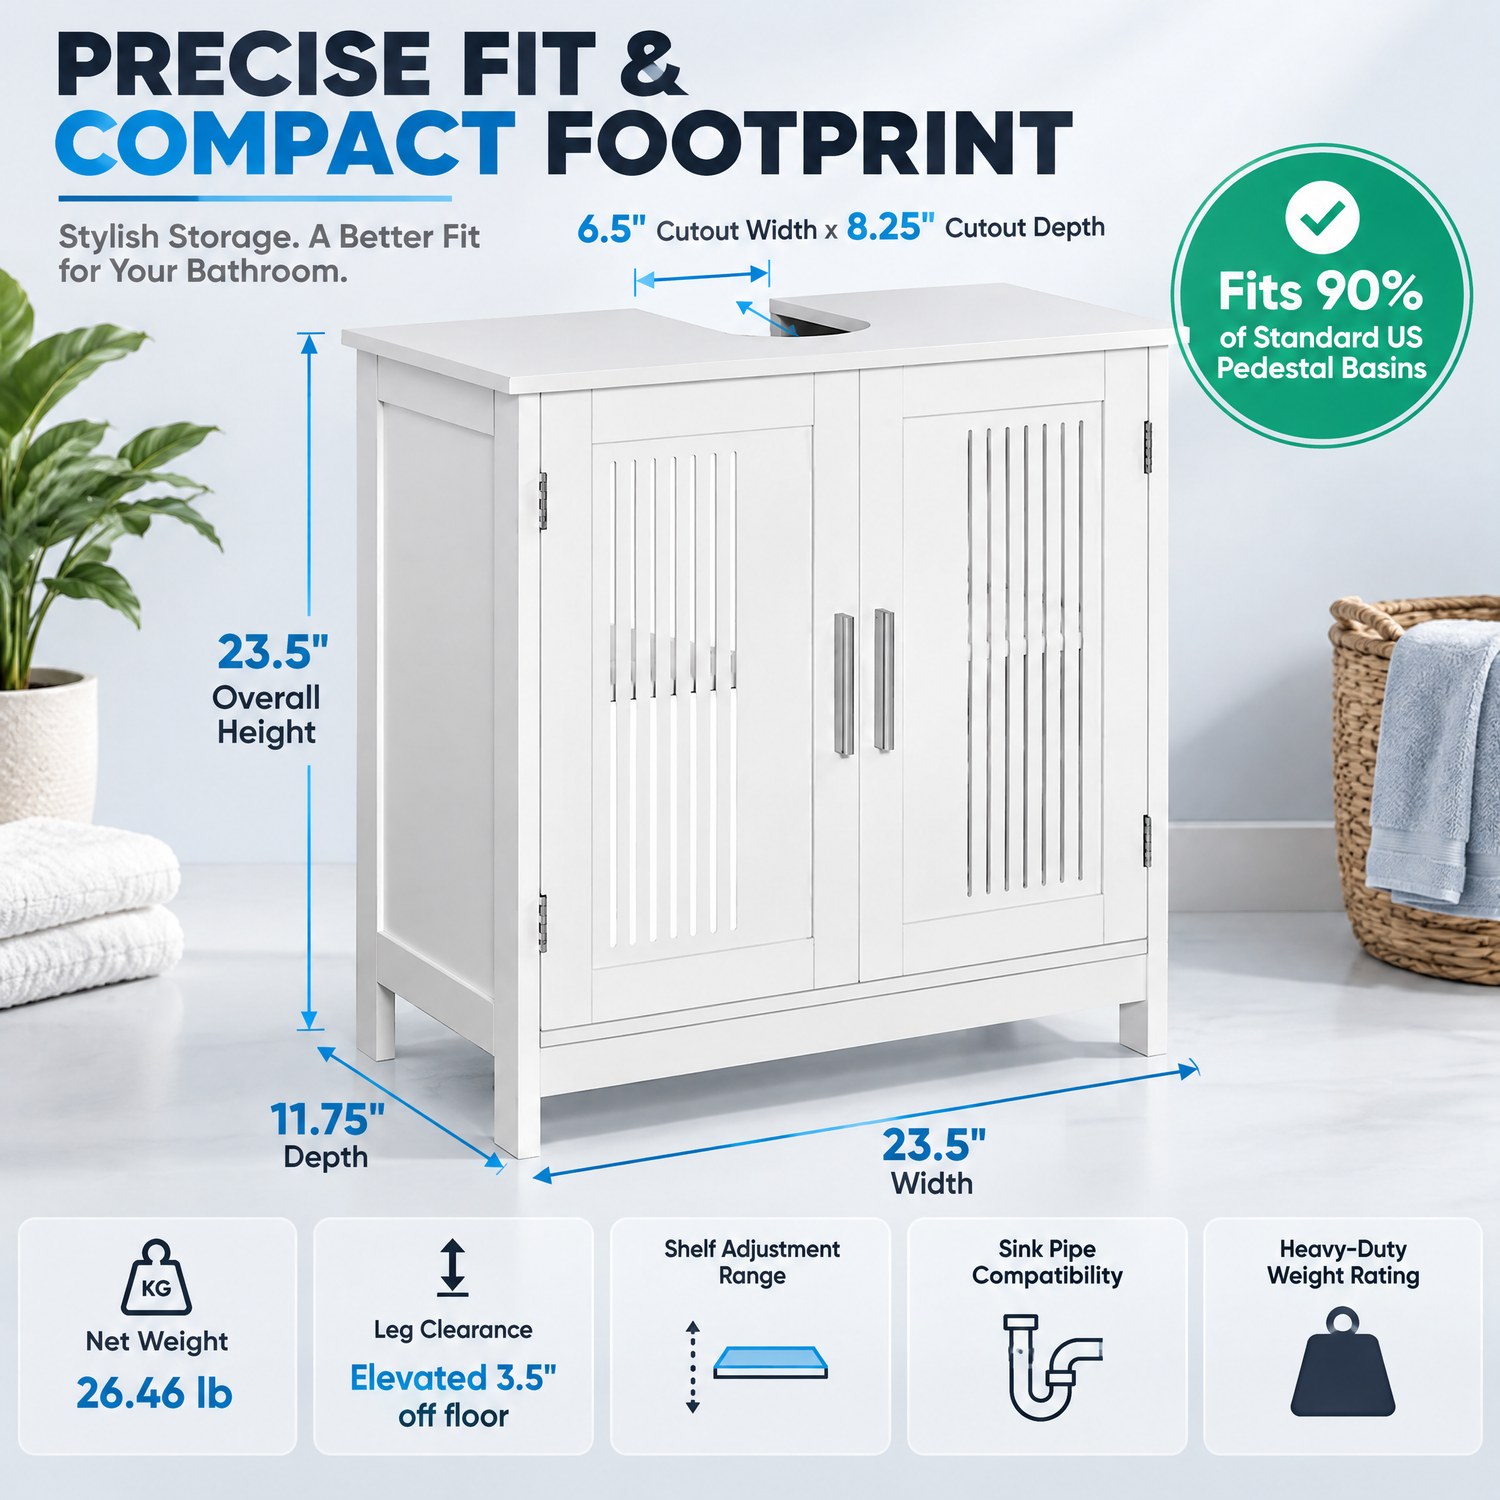 PRECISE FIT &
COMPACT FOOTPRINT
Stylish Storage. A Better Fit
for Your Bathroom.
6.5" Cutout Width x 8.25" Cutout Depth
Fits 90%
of Standard US
Pedestal Basins
23.5"
Overall
Height
11.75"
Depth
23.5"
Width
KG
Net Weight
26.46 lb
Leg Clearance
Elevated 3.5"
off floor
Shelf Adjustment
Range
Sink Pipe
Compatibility
Heavy-Duty
Weight Rating